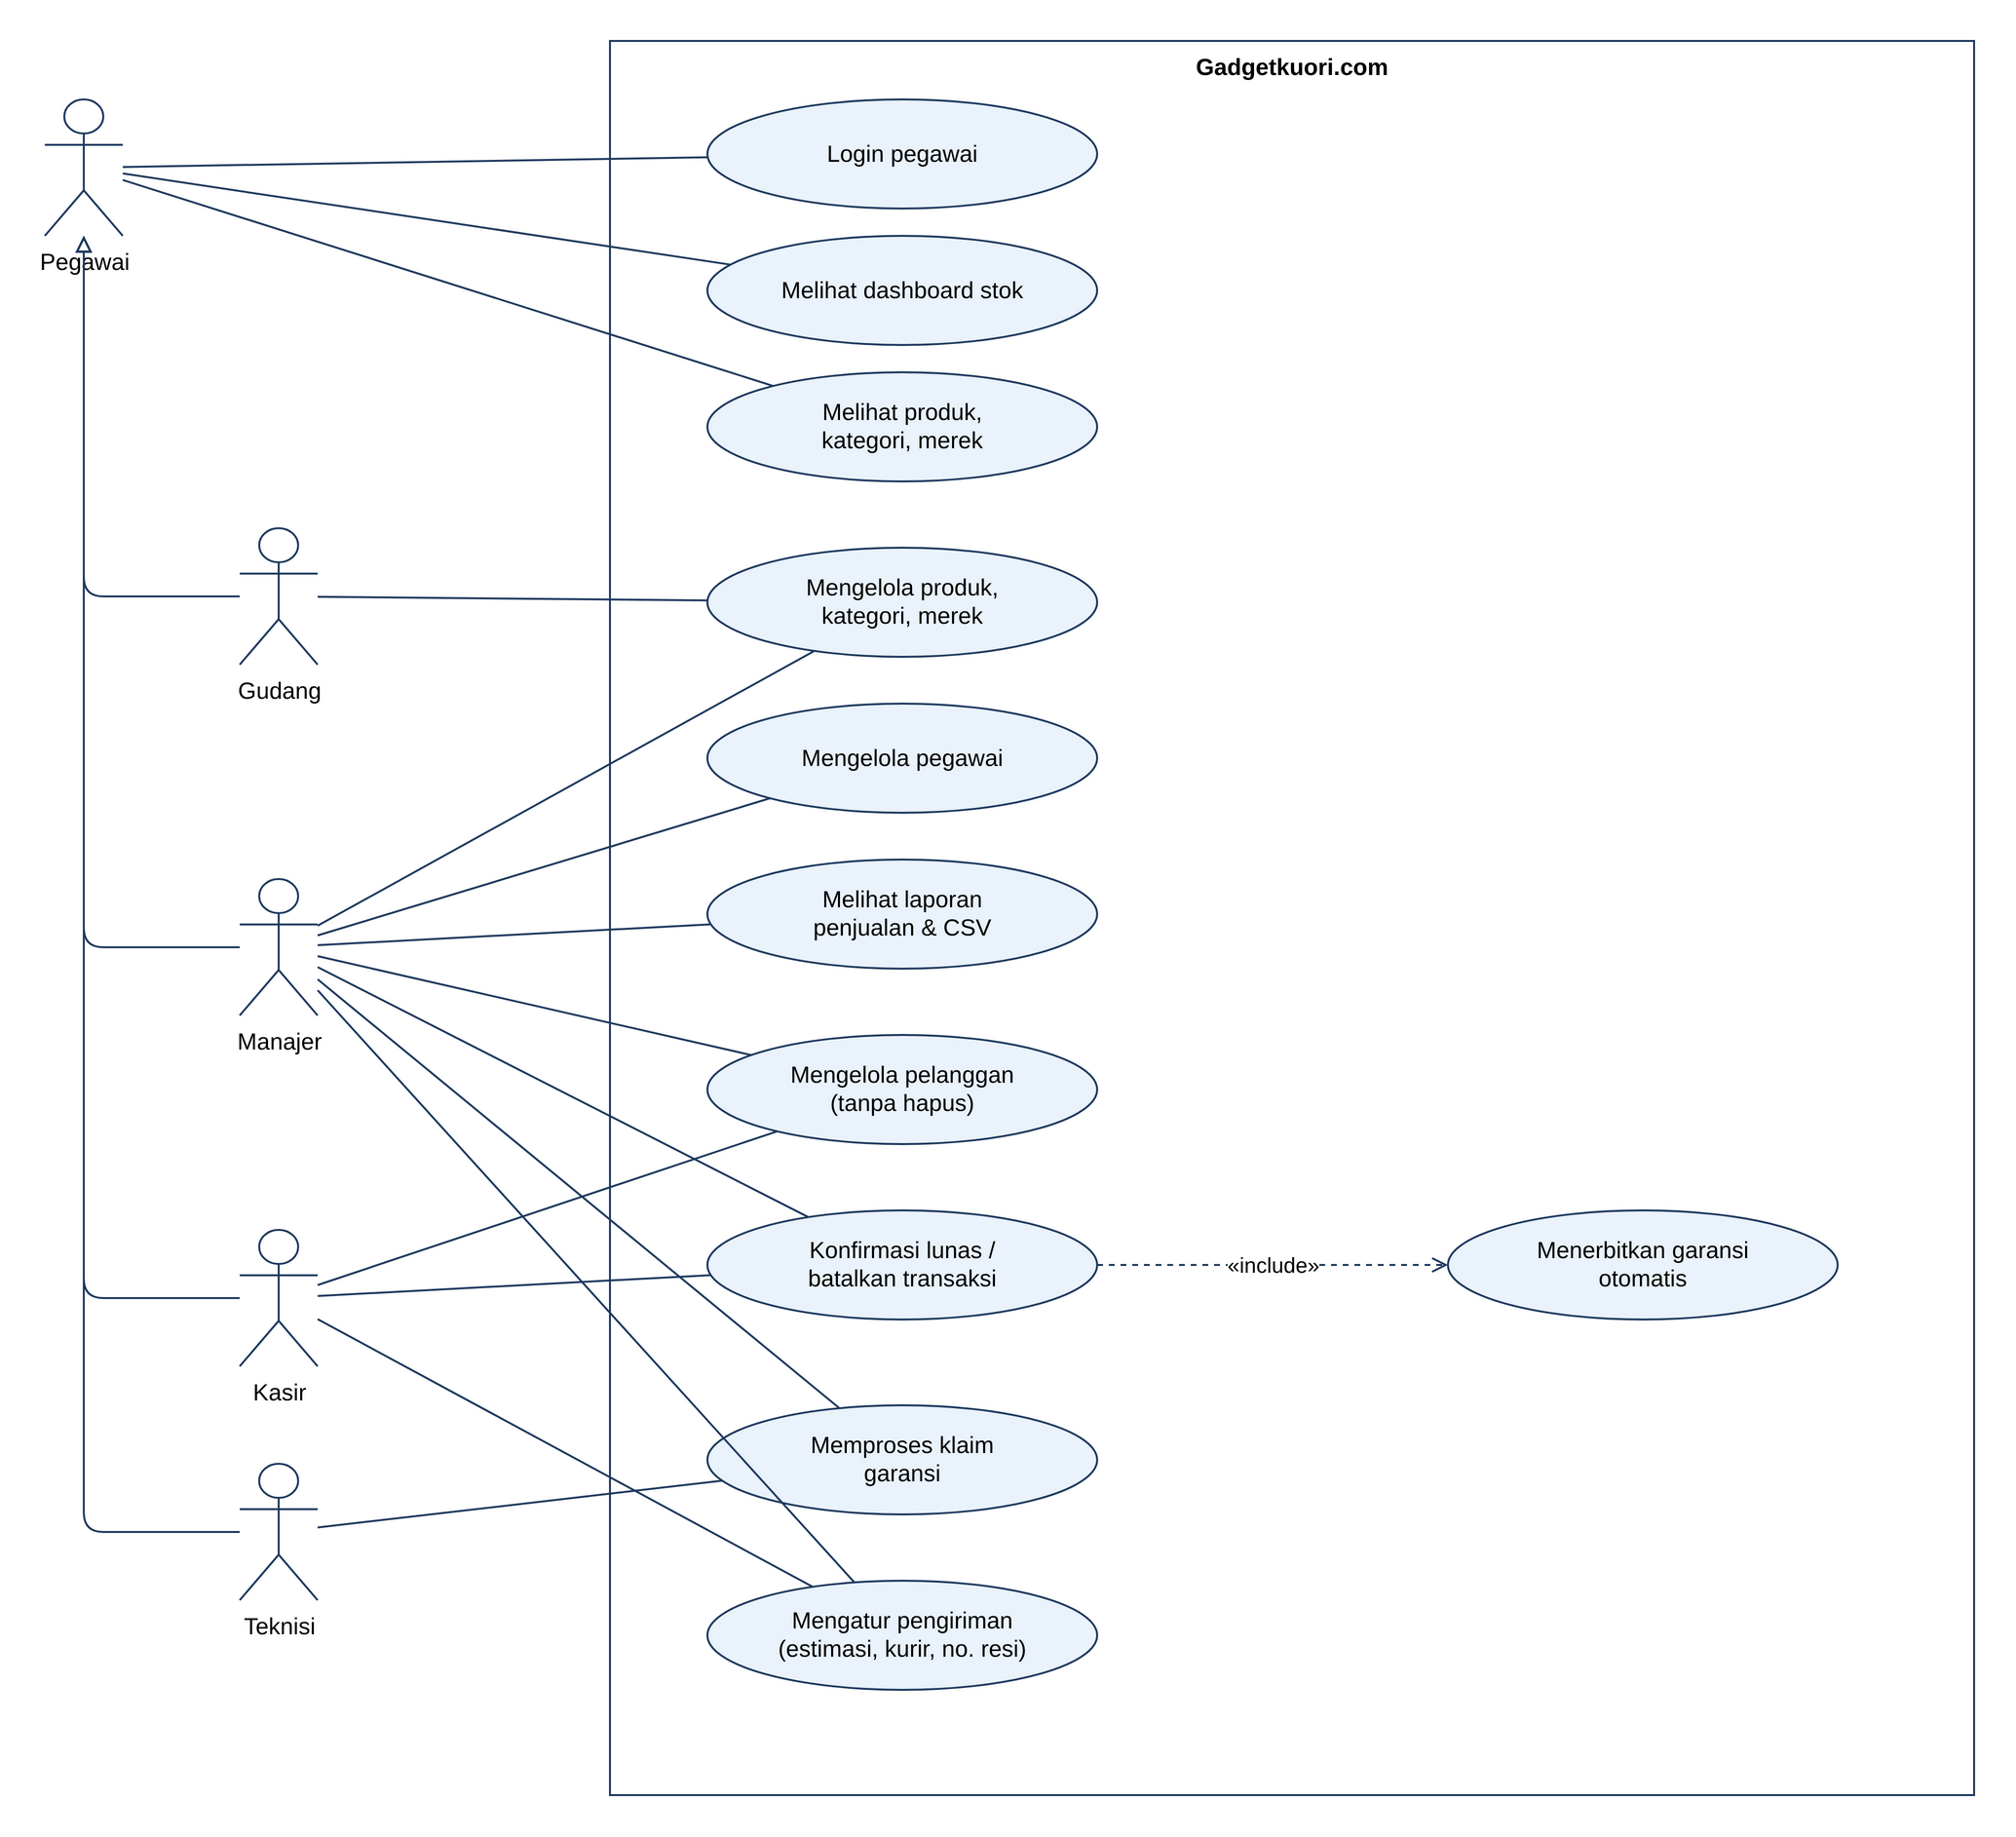 Gadgetkuori.com
Pegawai
Login pegawai
Melihat dashboard stok
Melihat produk,
kategori, merek
Gudang
Mengelola produk,
kategori, merek
Mengelola pegawai
Manajer
Melihat laporan
penjualan & CSV
Mengelola pelanggan
(tanpa hapus)
Kasir
Konfirmasi lunas /
batalkan transaksi
«include»
Menerbitkan garansi
otomatis
Teknisi
Memproses klaim
garansi
Mengatur pengiriman
(estimasi, kurir, no. resi)